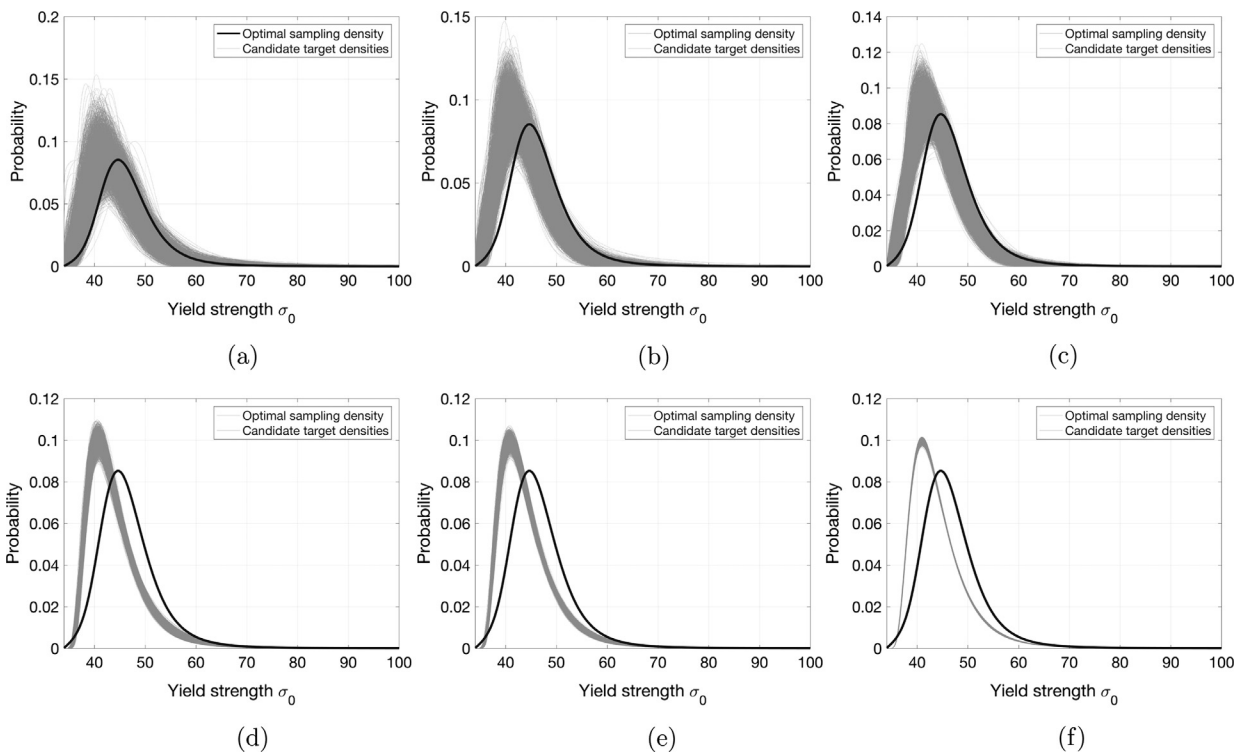 0.2
0.15
0.1
0.05
0
Probability
Optimal sampling density
Candidate target densities
40 50 60 70 80 90 100
Yield strength σ0
(a)
0.15
0.1
0.05
0
Probability
Optimal sampling density
Candidate target densities
40 50 60 70 80 90 100
Yield strength σ0
(b)
0.14
0.12
0.1
0.08
0.06
0.04
0.02
0
Probability
Optimal sampling density
Candidate target densities
40 50 60 70 80 90 100
Yield strength σ0
(c)
0.12
0.1
0.08
0.06
0.04
0.02
0
Probability
Optimal sampling density
Candidate target densities
40 50 60 70 80 90 100
Yield strength σ0
(d)
0.12
0.1
0.08
0.06
0.04
0.02
0
Probability
Optimal sampling density
Candidate target densities
40 50 60 70 80 90 100
Yield strength σ0
(e)
0.12
0.1
0.08
0.06
0.04
0.02
0
Probability
Optimal sampling density
Candidate target densities
40 50 60 70 80 90 100
Yield strength σ0
(f)